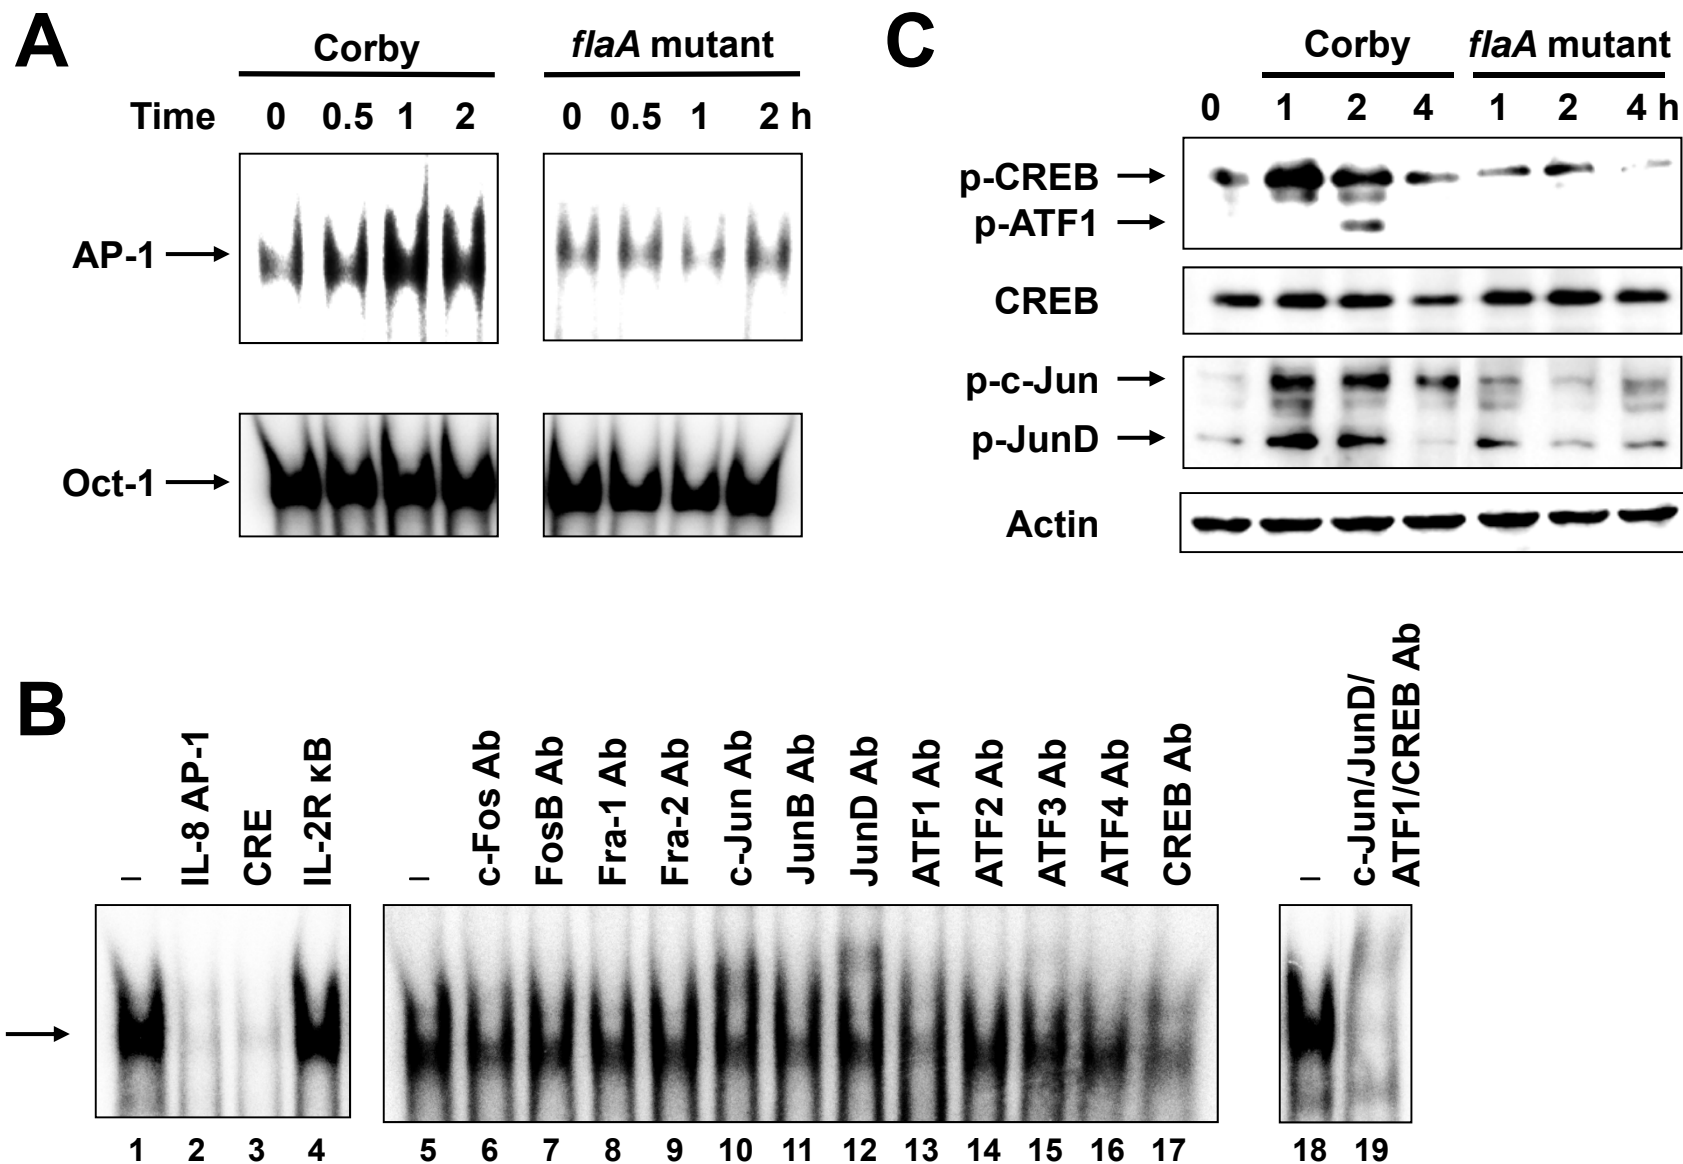 A
Corby
flaA mutant
Time 0 0.5 1 2 0 0.5 1 2 h
AP-1
Oct-1
C
Corby
flaA mutant
0 1 2 4 1 2 4 h
p-CREB
p-ATF1
CREB
p-c-Jun
p-JunD
Actin
B
–
IL-8 AP-1
CRE
IL-2R κB
–
c-Fos Ab
FosB Ab
Fra-1 Ab
Fra-2 Ab
c-Jun Ab
JunB Ab
JunD Ab
ATF1 Ab
ATF2 Ab
ATF3 Ab
ATF4 Ab
CREB Ab
–
c-Jun/JunD/
ATF1/CREB Ab
1 2 3 4 5 6 7 8 9 10 11 12 13 14 15 16 17 18 19